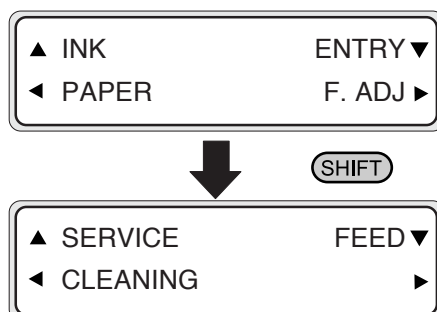 ▲ INK ENTRY▼
◀ PAPER F. ADJ ▶
SHIFT
▲ SERVICE FEED▼
◀ CLEANING ▶